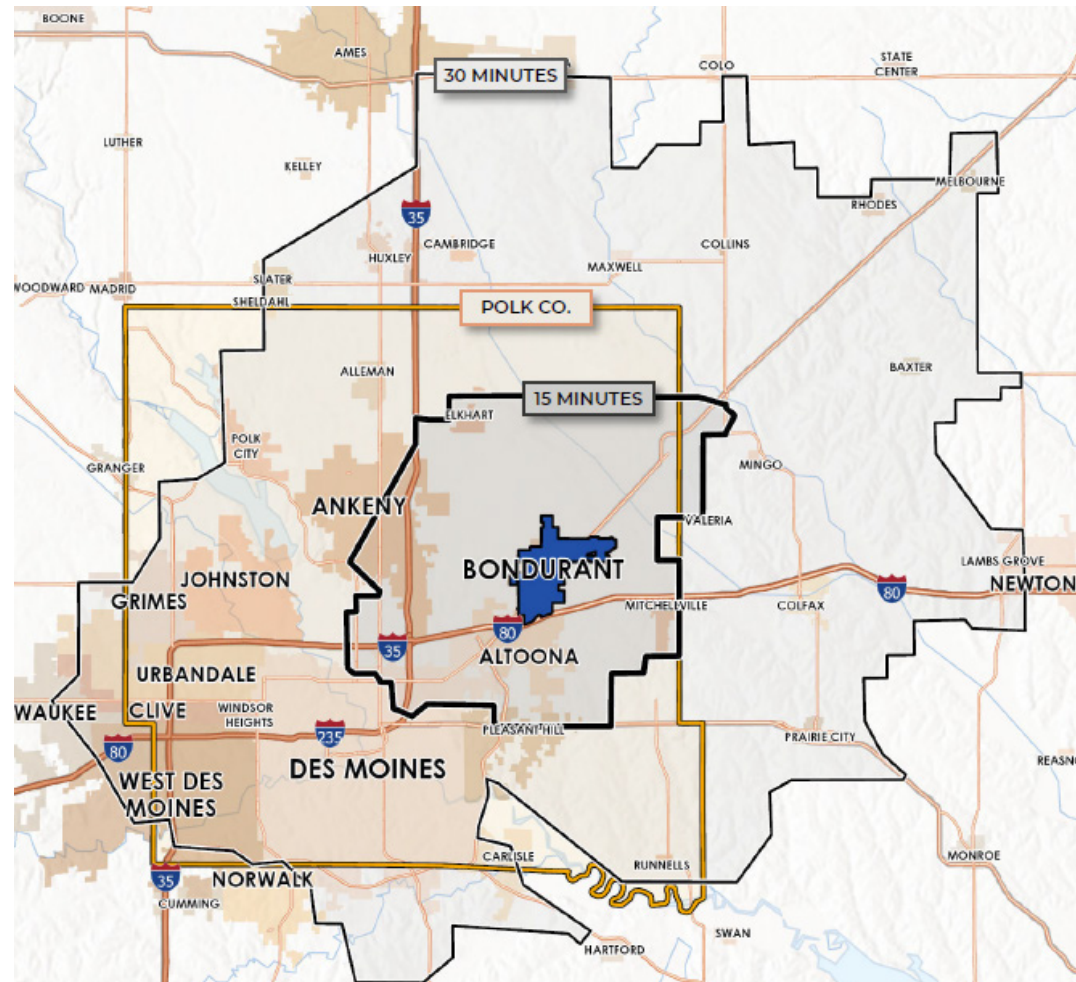 BOONE
AMES
30 MINUTES
COLO
STATE
CENTER
LUTHER
KELLEY
MELBOURNE
RHODES
35
CAMBRIDGE
COLLINS
HUXLEY
MAXWELL
SLATER
WOODWARD
MADRID
SHELDAHL
POLK CO.
ALLEMAN
BAXTER
15 MINUTES
ELKHART
POLK
CITY
GRANGER
MINGO
ANKENY
VALERIA
BONDURANT
LAMBS GROVE
JOHNSTON
NEWTON
GRIMES
80
MITCHELLVILLE
COLFAX
80
35
ALTOONA
URBANDALE
WAUKEE
CLIVE
WINDSOR
HEIGHTS
PLEASANT HILL
235
PRAIRIE CITY
80
REASN
DES MOINES
WEST DES
MOINES
CARLISLE
RUNNELLS
MONROE
35
NORWALK
CUMMING
SWAN
HARTFORD